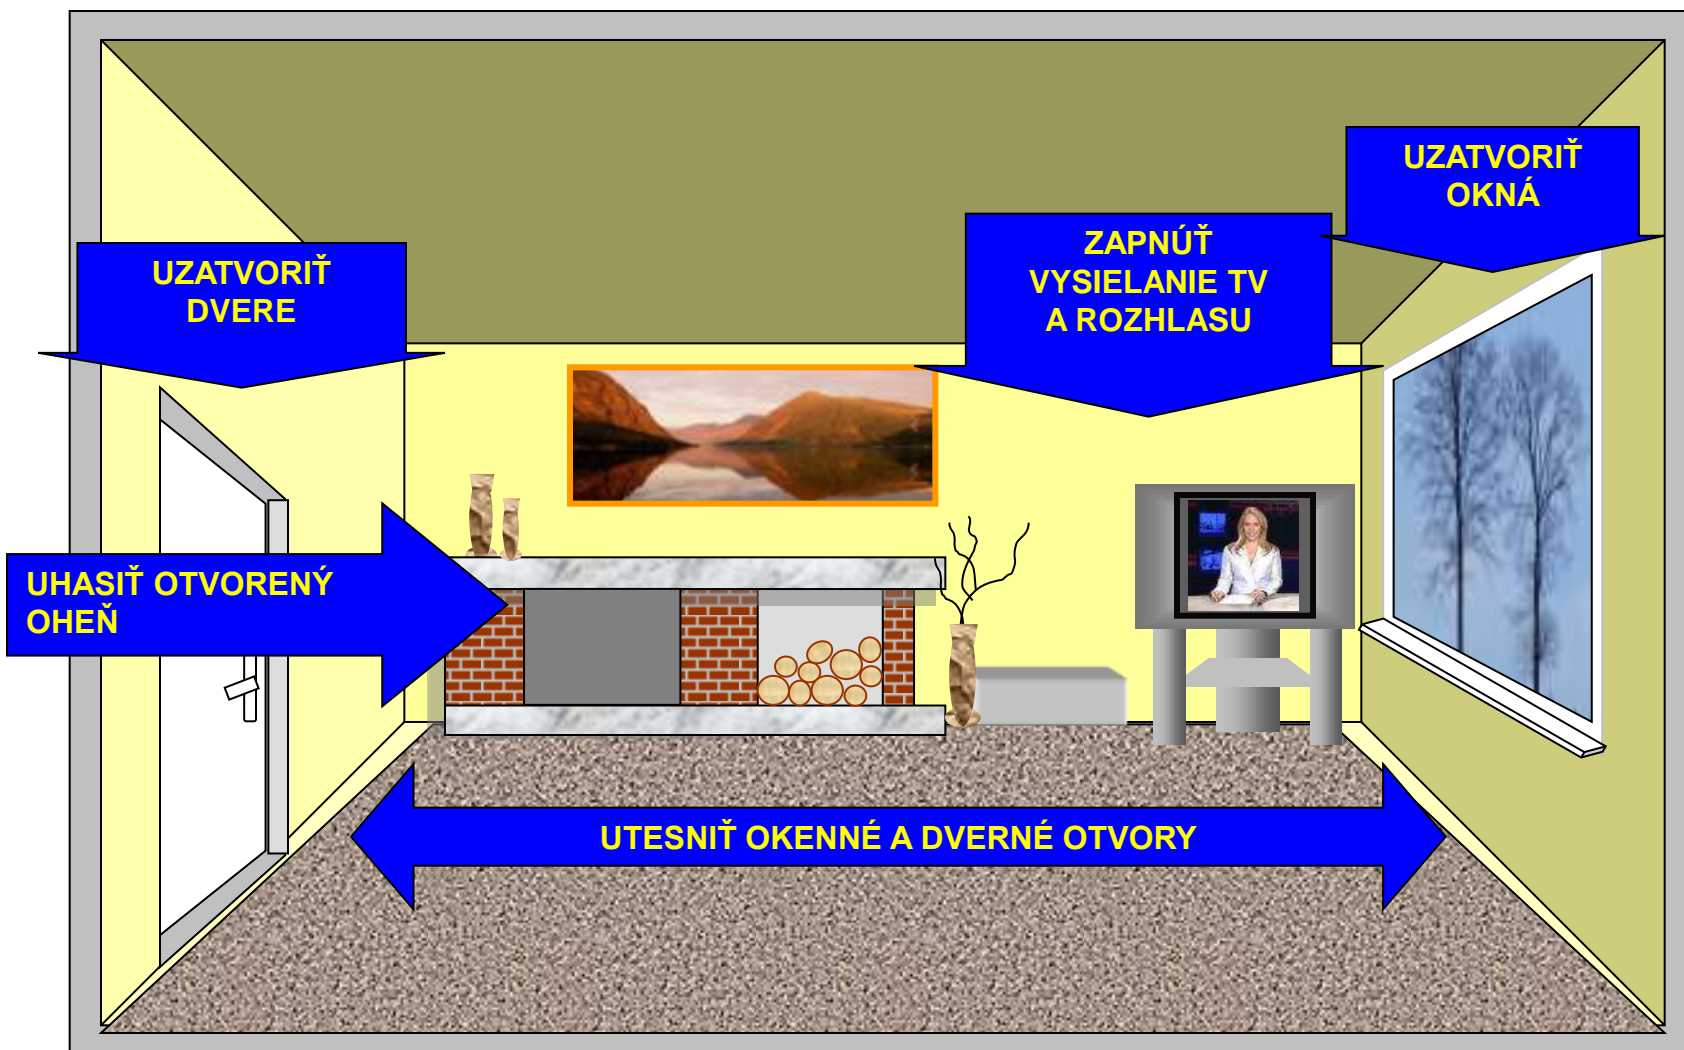 UZATVORIŤ
OKNÁ
ZAPNÚŤ
VYSIELANIE TV
A ROZHLASU
UZATVORIŤ
DVERE
UHASIŤ OTVORENÝ
OHEŇ
UTESNIŤ OKENNÉ A DVERNÉ OTVORY